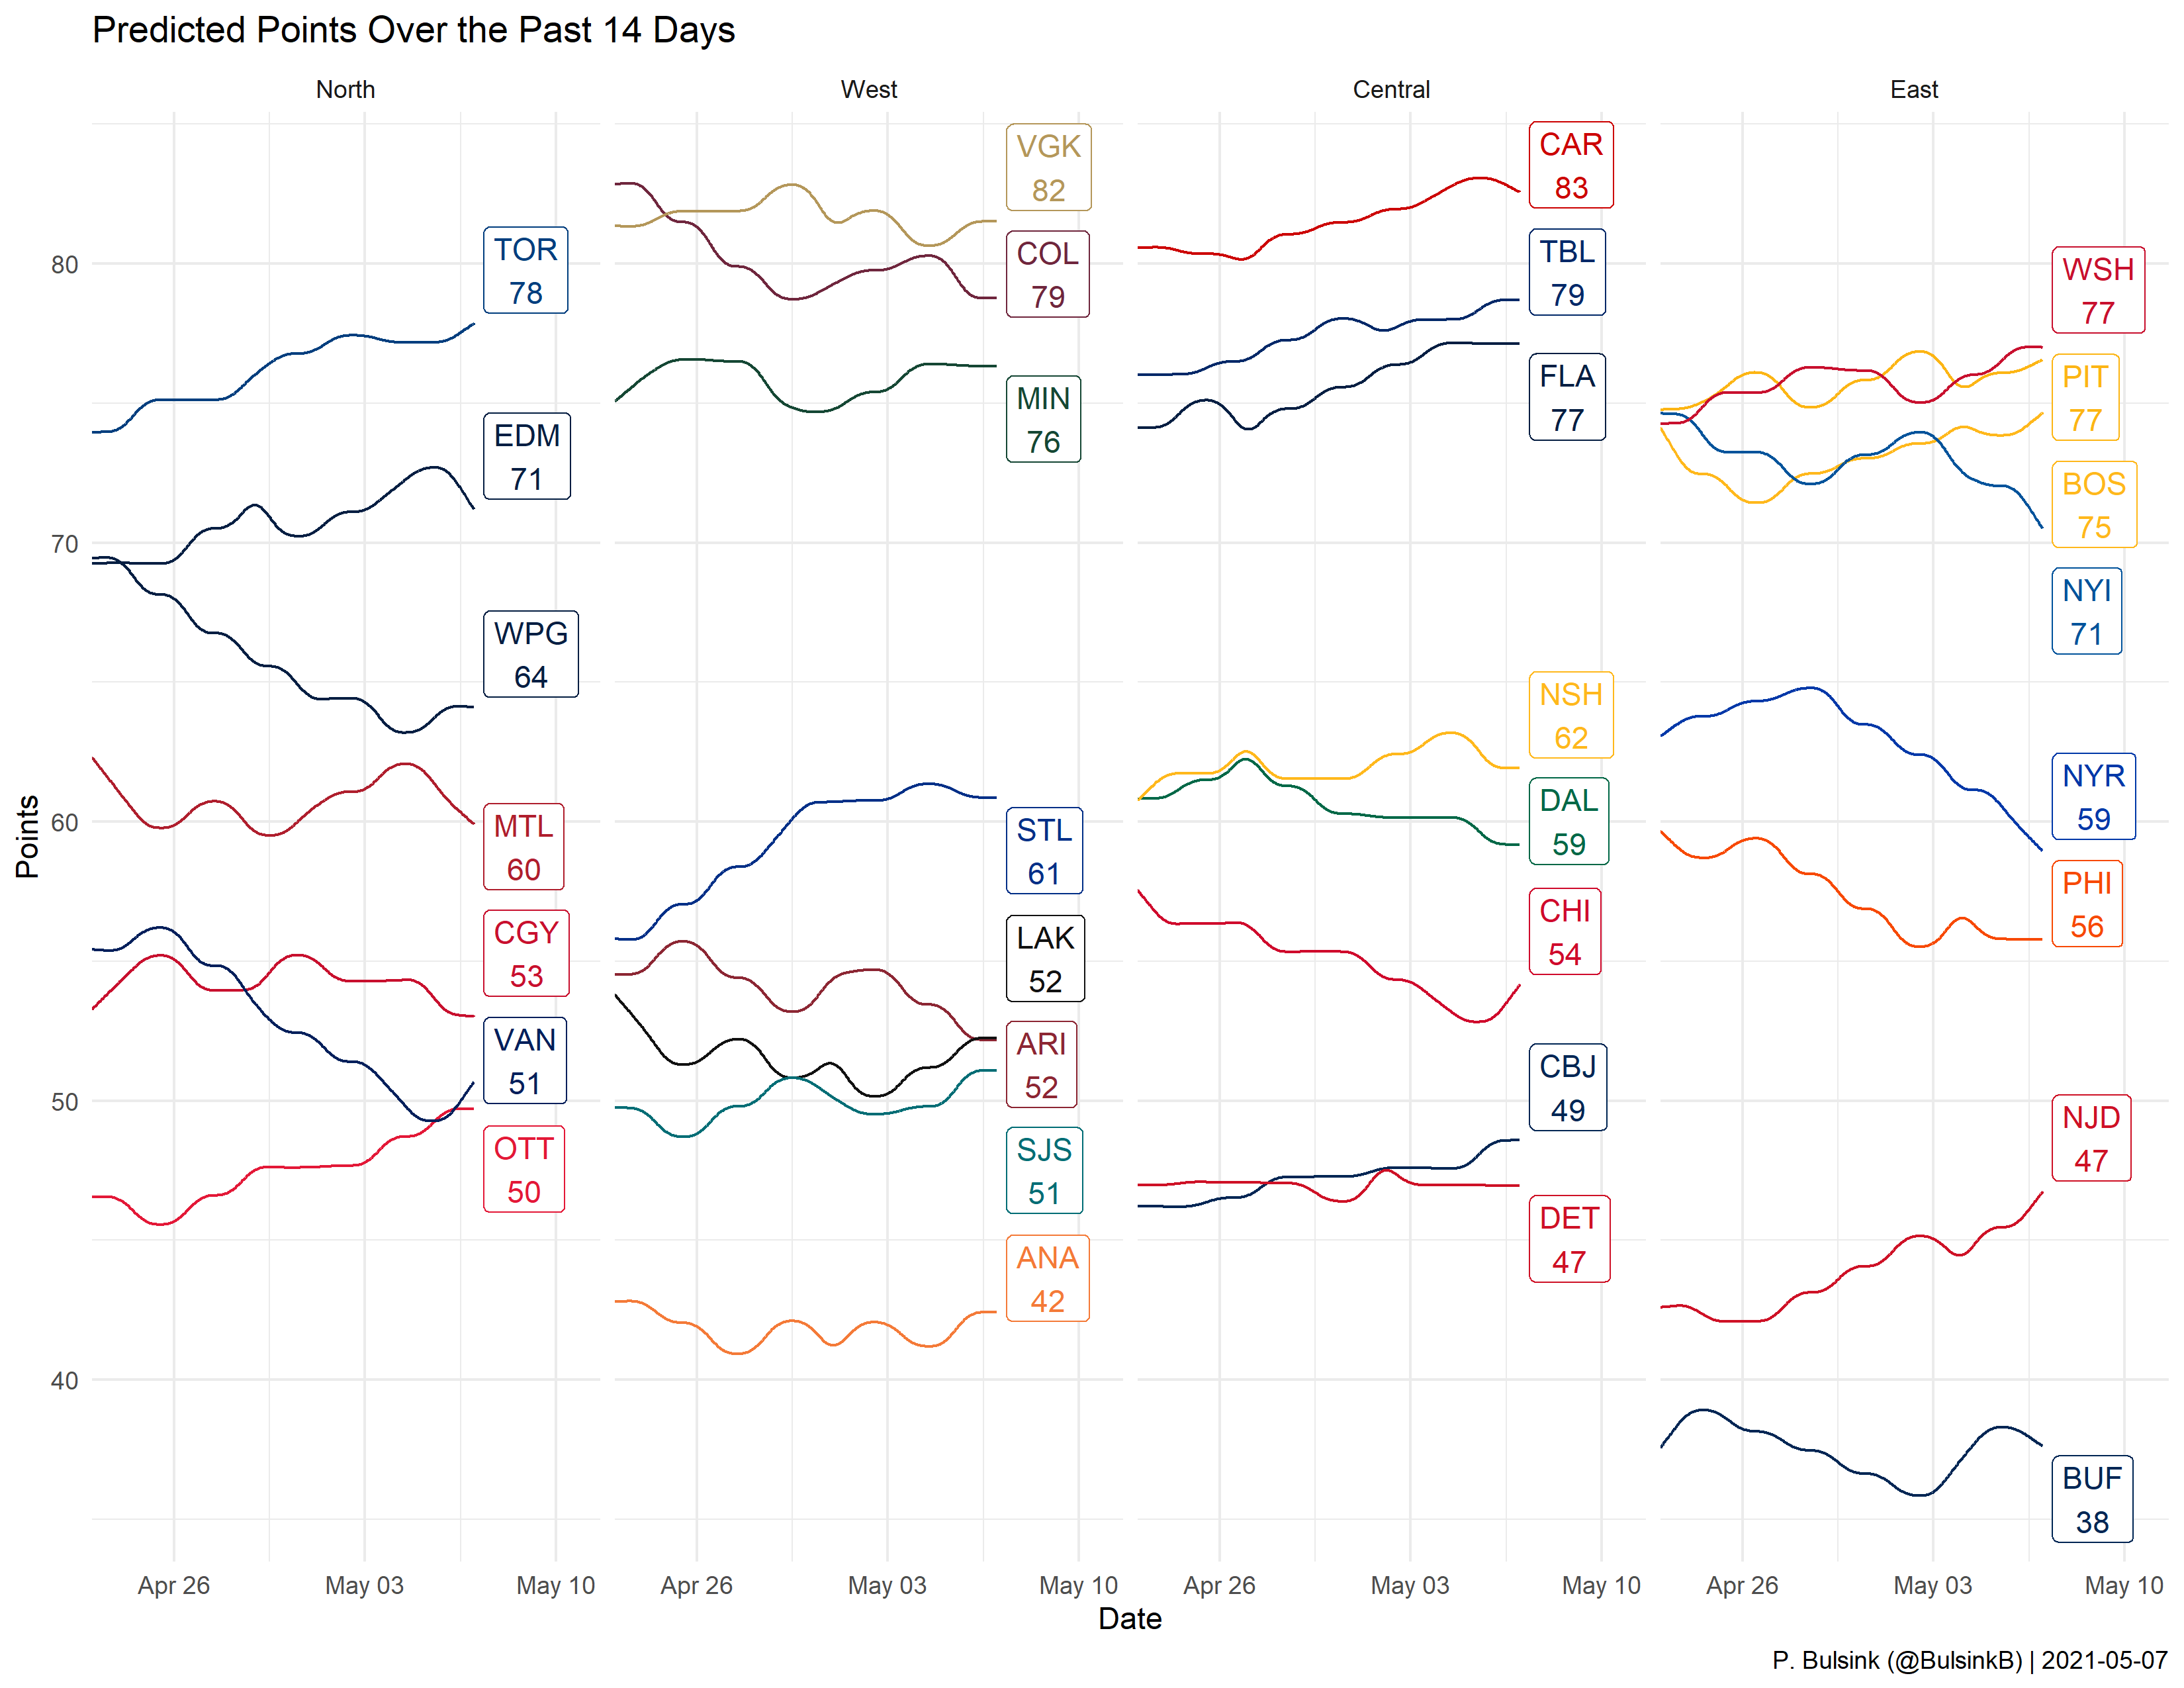 Predicted Points Over the Past 14 Days
North
West
Central
East
Points
80
70
60
50
40
TOR
78
EDM
71
WPG
64
MTL
60
CGY
53
VAN
51
OTT
50
VGK
82
COL
79
MIN
76
STL
61
LAK
52
ARI
52
SJS
51
ANA
42
CAR
83
TBL
79
FLA
77
NSH
62
DAL
59
CHI
54
CBJ
49
DET
47
WSH
77
PIT
77
BOS
75
NYI
71
NYR
59
PHI
56
NJD
47
BUF
38
Apr 26 May 03 May 10
Apr 26 May 03 May 10
Apr 26 May 03 May 10
Apr 26 May 03 May 10
Date
P. Bulsink (@BulsinkB) | 2021-05-07